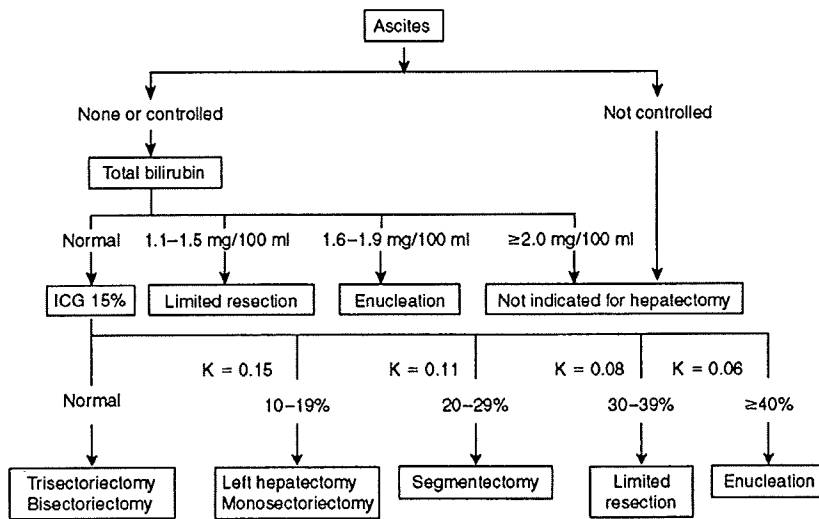 Ascites
None or controlled
Not controlled
Total bilirubin
Normal
1.1–1.5 mg/100 ml
1.6–1.9 mg/100 ml
≥2.0 mg/100 ml
ICG 15%
Limited resection
Enucleation
Not indicated for hepatectomy
K = 0.15
K = 0.11
K = 0.08
K = 0.06
Normal
10–19%
20–29%
30–39%
≥40%
Trisectoriectomy
Bisectoriectomy
Left hepatectomy
Monosectoriectomy
Segmentectomy
Limited
resection
Enucleation